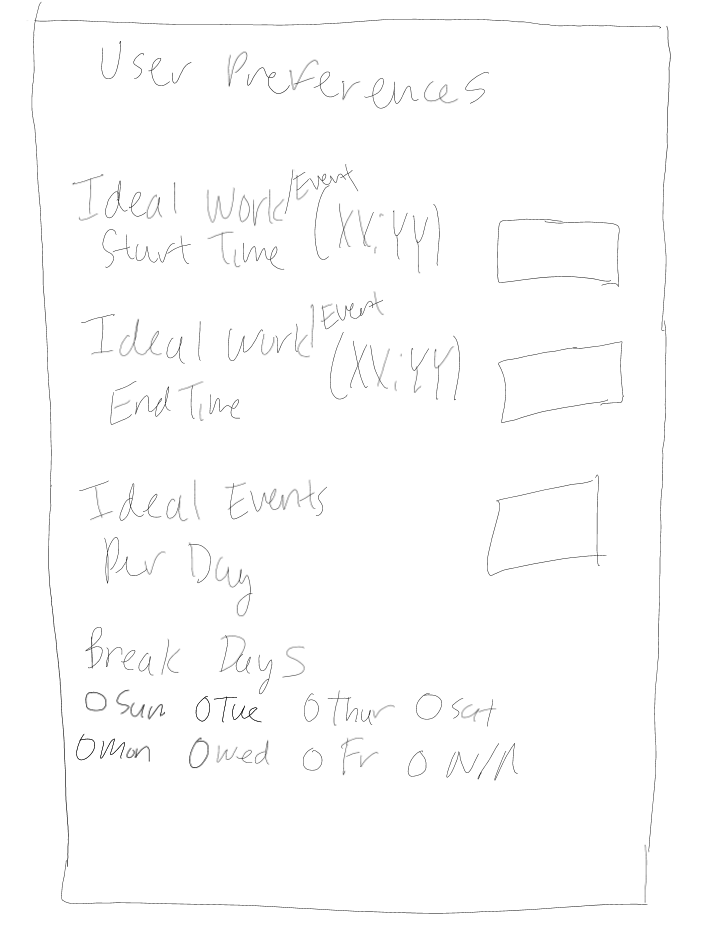 User Preferences
Ideal Work/Event
Start Time (XX:YY)
Ideal Work/Event
End Time (XX:YY)
Ideal Events
Per Day
Break Days
O Sun O Tue O Thur O Sat
O Mon O Wed O Fr O N/A